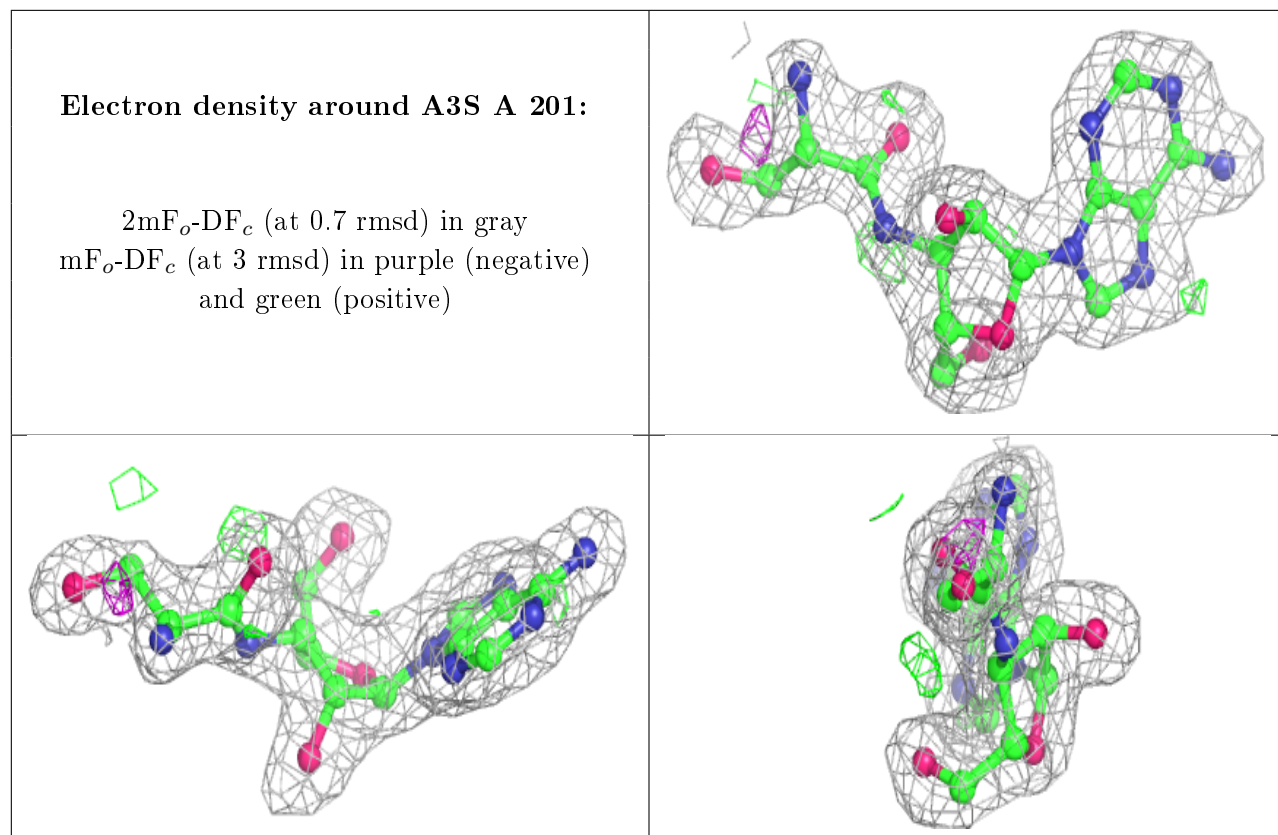 Electron density around A3S A 201:
2mFₒ-DF𝒸 (at 0.7 rmsd) in gray
mFₒ-DF𝒸 (at 3 rmsd) in purple (negative)
and green (positive)